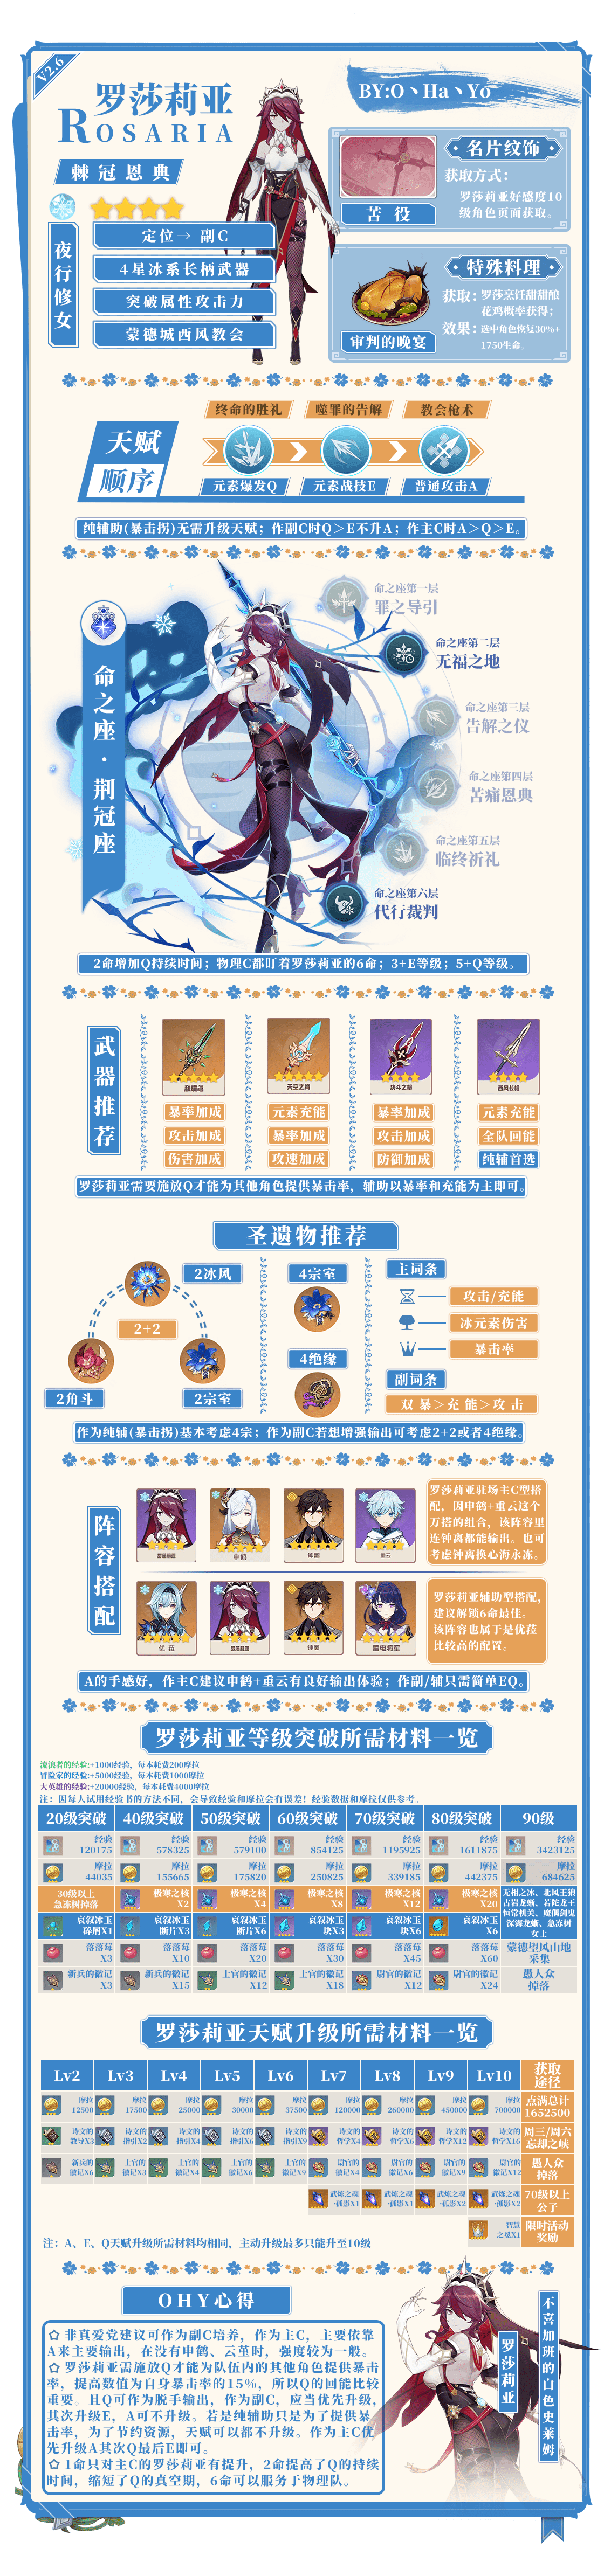 V2.6
罗莎莉亚
ROSARIA
BY:O丶Ha丶Yo
棘冠恩典
夜行修女
定位→ 副C
4星冰系长柄武器
突破属性攻击力
蒙德城西风教会
名片纹饰
获取方式：
罗莎莉亚好感度10
级角色页面获取。
苦 役
特殊料理
获取：罗莎烹饪甜甜酿
花鸡概率获得；
效果：选中角色恢复30%+
1750生命。
审判的晚宴
天赋
顺序
终命的胜礼
噬罪的告解
教会枪术
元素爆发Q
元素战技E
普通攻击A
纯辅助(暴击拐)无需升级天赋；作副C时Q＞E不升A；作主C时A＞Q＞E。
命之座·荆冠座
命之座第一层
罪之导引
命之座第二层
无福之地
命之座第三层
告解之仪
命之座第四层
苦痛恩典
命之座第五层
临终祈礼
命之座第六层
代行裁判
2命增加Q持续时间；物理C都盯着罗莎莉亚的6命；3+E等级；5+Q等级。
武器推荐
天空之脊
决斗之枪
西风长枪
暴率加成
攻击加成
伤害加成
元素充能
暴率加成
攻速加成
暴率加成
攻击加成
防御加成
元素充能
全队回能
纯辅首选
罗莎莉亚需要施放Q才能为其他角色提供暴击率，辅助以暴率和充能为主即可。
圣遗物推荐
2冰风
2+2
2角斗
2宗室
4宗室
4绝缘
主词条
攻击/充能
冰元素伤害
暴击率
副词条
双 暴＞充 能＞攻 击
作为纯辅(暴击拐)基本考虑4宗；作为副C若想增强输出可考虑2+2或者4绝缘。
阵容搭配
罗莎莉亚
申鹤
钟离
重云
罗莎莉亚驻场主C型搭
配，因申鹤+重云这个
万搭的组合，该阵容里
连钟离都能输出。也可
考虑钟离换心海永冻。
优菈
罗莎莉亚
钟离
雷电将军
罗莎莉亚辅助型搭配，
建议解锁6命最佳。
该阵容也属于是优菈
比较高的配置。
A的手感好，作主C建议申鹤+重云有良好输出体验；作副/辅只需简单EQ。
罗莎莉亚等级突破所需材料一览
流浪者的经验:+1000经验，每本耗费200摩拉
冒险家的经验:+5000经验，每本耗费1000摩拉
大英雄的经验:+20000经验，每本耗费4000摩拉
注：因每人试用经验书的方法不同，会导致经验和摩拉会有误差！经验数据和摩拉仅供参考。
20级突破 40级突破 50级突破 60级突破 70级突破 80级突破 90级
经验 经验 经验 经验 经验 经验 经验
120175 578325 579100 854125 1195925 1611875 3423125
摩拉 摩拉 摩拉 摩拉 摩拉 摩拉 摩拉
44035 155665 175820 250825 339185 442375 684625
30级以上
急冻树掉落
极寒之核 极寒之核 极寒之核 极寒之核 极寒之核
X2 X4 X8 X12 X20
哀叙冰玉 哀叙冰玉 哀叙冰玉 哀叙冰玉 哀叙冰玉 哀叙冰玉
碎屑X1 断片X3 断片X6 块X3 块X6 X6
无相之冰、北风王狼
古岩龙蜥、若陀龙王
恒常机关、魔偶剑鬼
深海龙蜥、急冻树
女士
落落莓 落落莓 落落莓 落落莓 落落莓 落落莓
X3 X10 X20 X30 X45 X60
蒙德望风山地
采集
新兵的徽记 新兵的徽记 士官的徽记 士官的徽记 尉官的徽记 尉官的徽记
X3 X15 X12 X18 X12 X24
愚人众
掉落
罗莎莉亚天赋升级所需材料一览
Lv2 Lv3 Lv4 Lv5 Lv6 Lv7 Lv8 Lv9 Lv10
获取
途径
摩拉 摩拉 摩拉 摩拉 摩拉 摩拉 摩拉 摩拉 摩拉
12500 17500 25000 30000 37500 120000 260000 450000 700000
点满总计
1652500
诗文的 诗文的 诗文的 诗文的 诗文的 诗文的 诗文的 诗文的 诗文的
教导X3 指引X2 指引X4 指引X6 指引X9 哲学X4 哲学X6 哲学X12 哲学X16
周三/周六
忘却之峡
新兵的 士官的 士官的 士官的 士官的 尉官的 尉官的 尉官的 尉官的
徽记X6 徽记X3 徽记X4 徽记X6 徽记X9 徽记X4 徽记X6 徽记X9 徽记X12
愚人众
掉落
武炼之魂 武炼之魂 武炼之魂 武炼之魂
·孤影X1 ·孤影X1 ·孤影X2 ·孤影X2
70级以上
公子
智慧
之冕X1
限时活动
奖励
注：A、E、Q天赋升级所需材料均相同，主动升级最多只能升至10级
OHY心得
✩ 非真爱党建议可作为副C培养，作为主C，主要依靠
A来主要输出，在没有申鹤、云堇时，强度较为一般。
✩ 罗莎莉亚需施放Q才能为队伍内的其他角色提供暴击
率，提高数值为自身暴击率的15%，所以Q的回能比较
重要。且Q可作为脱手输出，作为副C，应当优先升级，
其次升级E，A可不升级。若是纯辅助只是为了提供暴
击率，为了节约资源，天赋可以都不升级。作为主C优
先升级A其次Q最后E即可。
✩ 1命只对主C的罗莎莉亚有提升，2命提高了Q的持续
时间，缩短了Q的真空期，6命可以服务于物理队。
罗莎莉亚
不喜加班的白色史莱姆